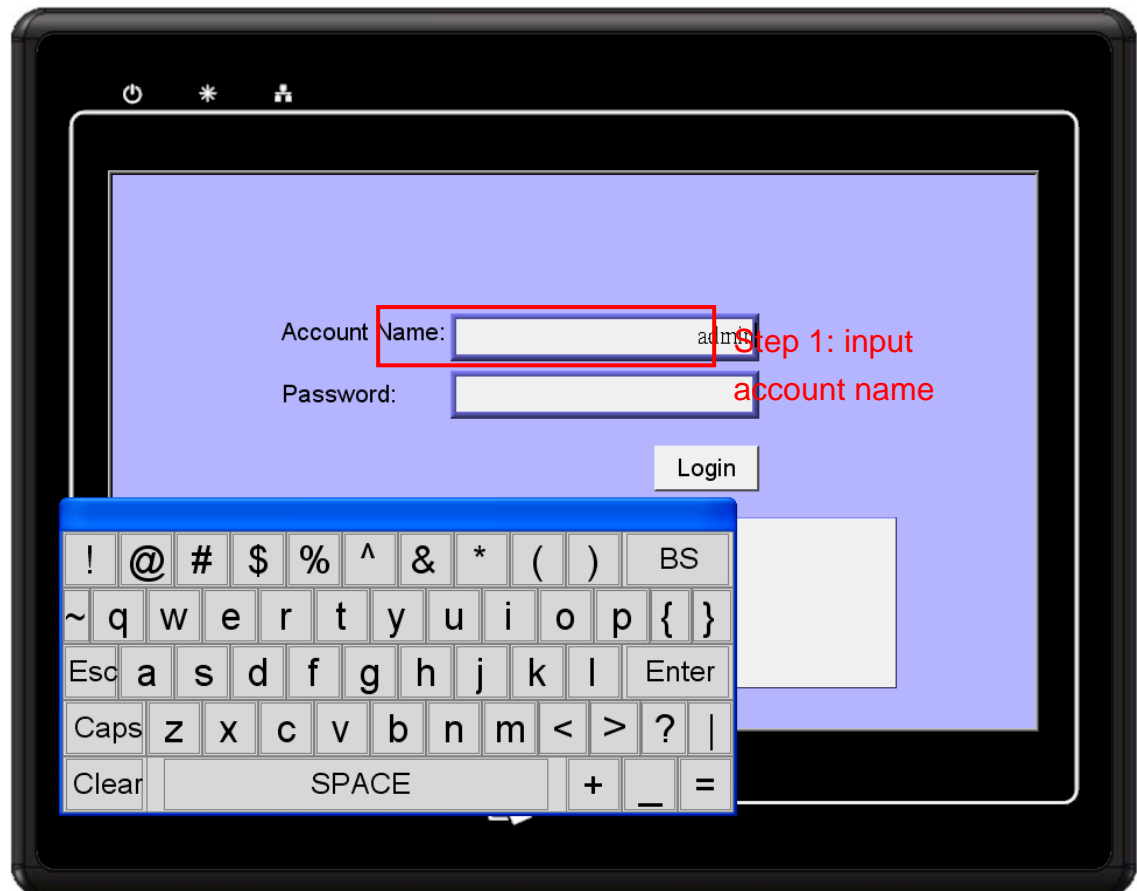 Account Name:
admin
Step 1: input
account name
Password:
Login
! @ # $ % ^ & * ( ) BS
~ q w e r t y u i o p { }
Esc a s d f g h j k l Enter
Caps z x c v b n m < > ? |
Clear SPACE + _ =